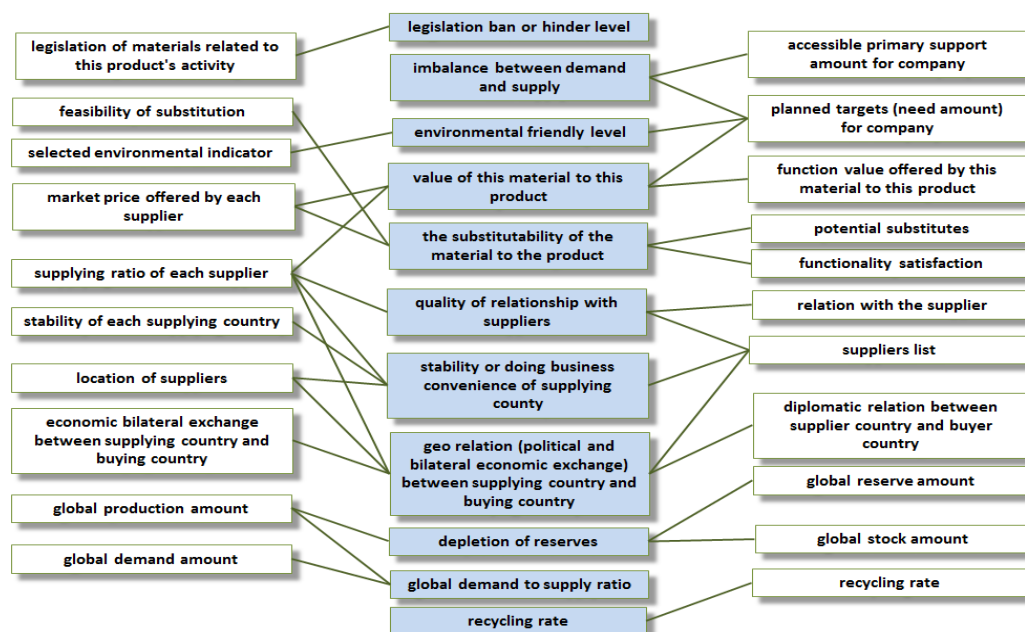 legislation of materials related to
this product's activity
feasibility of substitution
selected environmental indicator
market price offered by each
supplier
supplying ratio of each supplier
stability of each supplying country
location of suppliers
economic bilateral exchange
between supplying country and
buying country
global production amount
global demand amount
legislation ban or hinder level
imbalance between demand
and supply
environmental friendly level
value of this material to this
product
the substitutability of the
material to the product
quality of relationship with
suppliers
stability or doing business
convenience of supplying
county
geo relation (political and
bilateral economic exchange)
between supplying country and
buying country
depletion of reserves
global demand to supply ratio
recycling rate
accessible primary support
amount for company
planned targets (need amount)
for company
function value offered by this
material to this product
potential substitutes
functionality satisfaction
relation with the supplier
suppliers list
diplomatic relation between
supplier country and buyer
country
global reserve amount
global stock amount
recycling rate